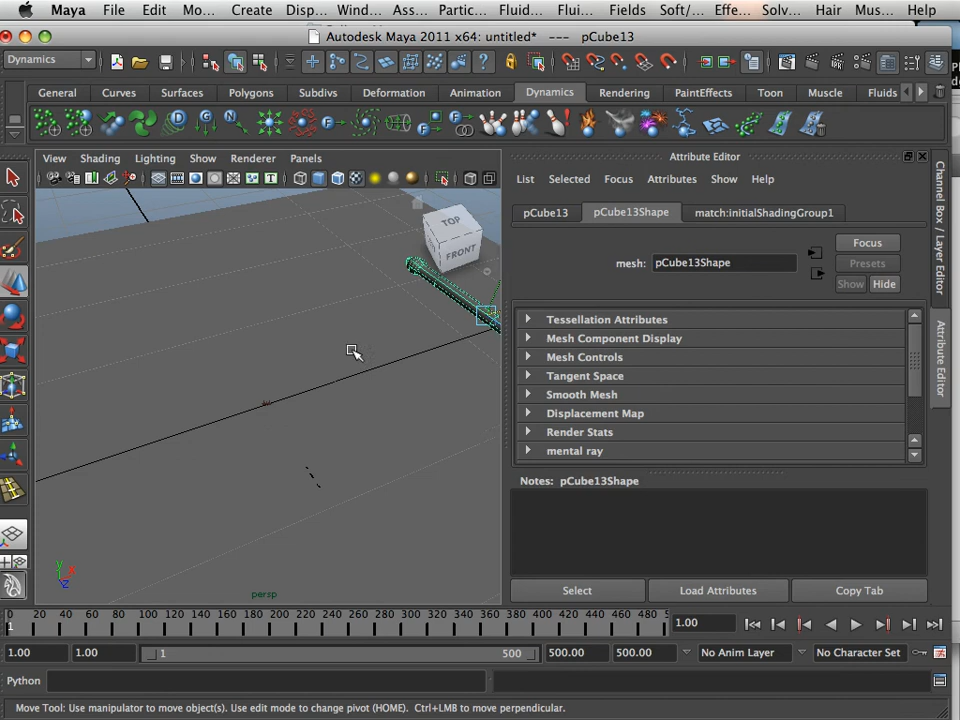 Maya File Edit Mo... Create Disp... Wind... Ass... Partic... Fluid... Flui... Fields Soft/... Effe... Solv... Hair Mus... Help
Autodesk Maya 2011 x64: untitled* --- pCube13
Dynamics
General Curves Surfaces Polygons Subdivs Deformation Animation Dynamics Rendering PaintEffects Toon Muscle Fluids
View Shading Lighting Show Renderer Panels
Attribute Editor
List Selected Focus Attributes Show Help
pCube13 pCube13Shape match:initialShadingGroup1
mesh: pCube13Shape
Focus
Presets
Show Hide
TOP
FRONT
Tessellation Attributes
Mesh Component Display
Mesh Controls
Tangent Space
Smooth Mesh
Displacement Map
Render Stats
mental ray
Notes: pCube13Shape
Select Load Attributes Copy Tab
Channel Box / Layer Editor
Attribute Editor
y x z
persp
0 20 40 60 80 100 120 140 160 180 200 220 240 260 280 300 320 340 360 380 400 420 440 460 480 5
1
1.00
1.00 1.00 1 500 500.00 500.00 No Anim Layer No Character Set
Python
Move Tool: Use manipulator to move object(s). Use edit mode to change pivot (HOME). Ctrl+LMB to move perpendicular.